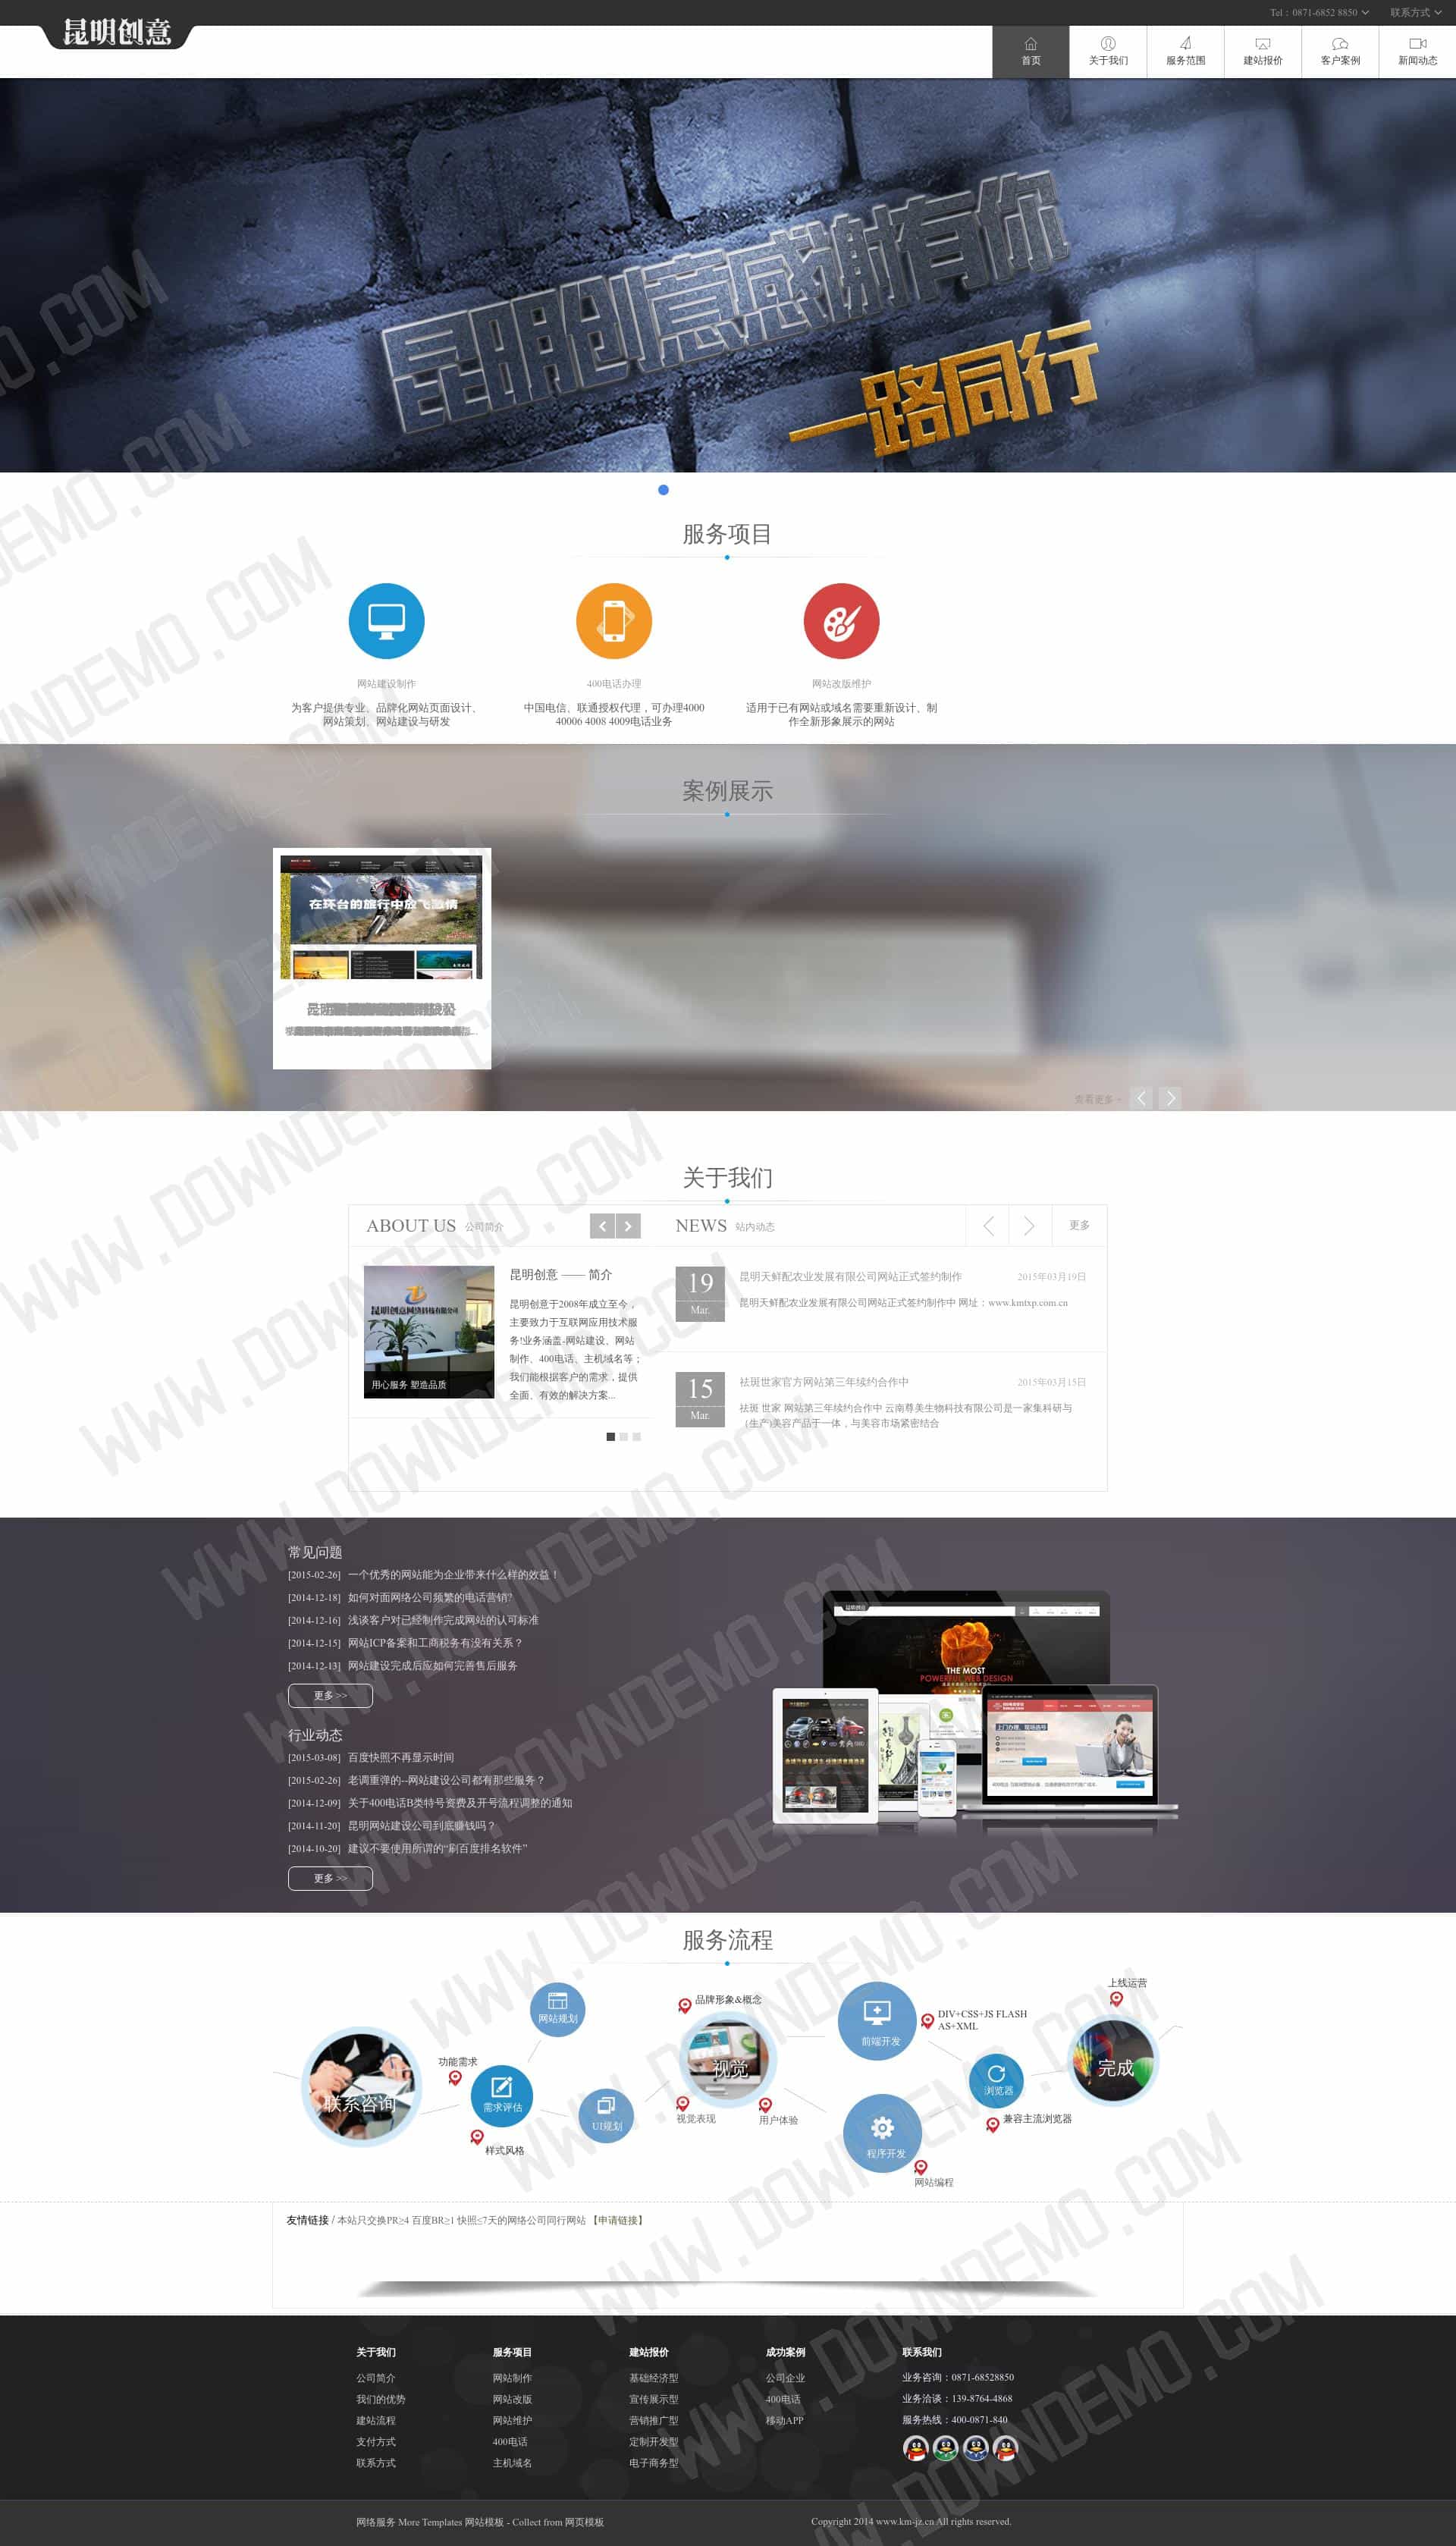 Tel：0871-6852 8850 联系方式
昆明创意
首页 关于我们 服务范围 建站报价 客户案例 新闻动态
昆明创意感谢有你
一路同行
服务项目
网站建设制作
为客户提供专业、品牌化网站页面设计、
网站策划、网站建设与研发
400电话办理
中国电信、联通授权代理，可办理4000
40006 4008 4009电话业务
网站改版维护
适用于已有网站或域名需要重新设计、制
作全新形象展示的网站
案例展示
在环台的旅行中放飞激情
查看更多 ~
关于我们
ABOUT US 公司简介
昆明创意网络科技有限公司
用心服务 塑造品质
昆明创意 —— 简介
昆明创意于2008年成立至今，
主要致力于互联网应用技术服
务!业务涵盖-网站建设、网站
制作、400电话、主机域名等；
我们能根据客户的需求，提供
全面、有效的解决方案...
NEWS 站内动态 更多
19
Mar.
昆明天鲜配农业发展有限公司网站正式签约制作 2015年03月19日
昆明天鲜配农业发展有限公司网站正式签约制作中 网址：www.kmtxp.com.cn
15
Mar.
祛斑世家官方网站第三年续约合作中 2015年03月15日
祛斑 世家 网站第三年续约合作中 云南尊美生物科技有限公司是一家集科研与
（生产)美容产品于一体，与美容市场紧密结合
常见问题
[2015-02-26] 一个优秀的网站能为企业带来什么样的效益！
[2014-12-18] 如何对面网络公司频繁的电话营销?
[2014-12-16] 浅谈客户对已经制作完成网站的认可标准
[2014-12-15] 网站ICP备案和工商税务有没有关系？
[2014-12-13] 网站建设完成后应如何完善售后服务
更多 >>
行业动态
[2015-03-08] 百度快照不再显示时间
[2015-02-26] 老调重弹的--网站建设公司都有那些服务？
[2014-12-09] 关于400电话B类特号资费及开号流程调整的通知
[2014-11-20] 昆明网站建设公司到底赚钱吗？
[2014-10-20] 建议不要使用所谓的“刷百度排名软件”
更多 >>
THE MOST
POWERFUL WEB DESIGN
上门办理、现场选号
服务流程
联系咨询
功能需求
需求评估
样式风格
网站规划
UI规划
品牌形象&概念
视觉
视觉表现
用户体验
前端开发
DIV+CSS+JS FLASH
AS+XML
程序开发
网站编程
浏览器
兼容主流浏览器
上线运营
完成
友情链接 / 本站只交换PR≥4 百度BR≥1 快照≤7天的网络公司同行网站 【申请链接】
关于我们
公司简介
我们的优势
建站流程
支付方式
联系方式
服务项目
网站制作
网站改版
网站维护
400电话
主机域名
建站报价
基础经济型
宣传展示型
营销推广型
定制开发型
电子商务型
成功案例
公司企业
400电话
移动APP
联系我们
业务咨询：0871-68528850
业务洽谈：139-8764-4868
服务热线：400-0871-840
网络服务 More Templates 网站模板 - Collect from 网页模板
Copyright 2014 www.km-jz.cn All rights reserved.
WWW.DOWNDEMO.COM